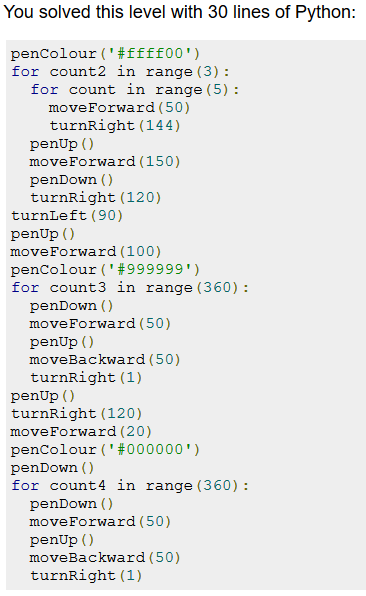 You solved this level with 30 lines of Python:
penColour('#ffff00')
for count2 in range(3):
  for count in range(5):
    moveForward(50)
    turnRight(144)
  penUp()
  moveForward(150)
  penDown()
  turnRight(120)
turnLeft(90)
penUp()
moveForward(100)
penColour('#999999')
for count3 in range(360):
  penDown()
  moveForward(50)
  penUp()
  moveBackward(50)
  turnRight(1)
penUp()
turnRight(120)
moveForward(20)
penColour('#000000')
penDown()
for count4 in range(360):
  penDown()
  moveForward(50)
  penUp()
  moveBackward(50)
  turnRight(1)